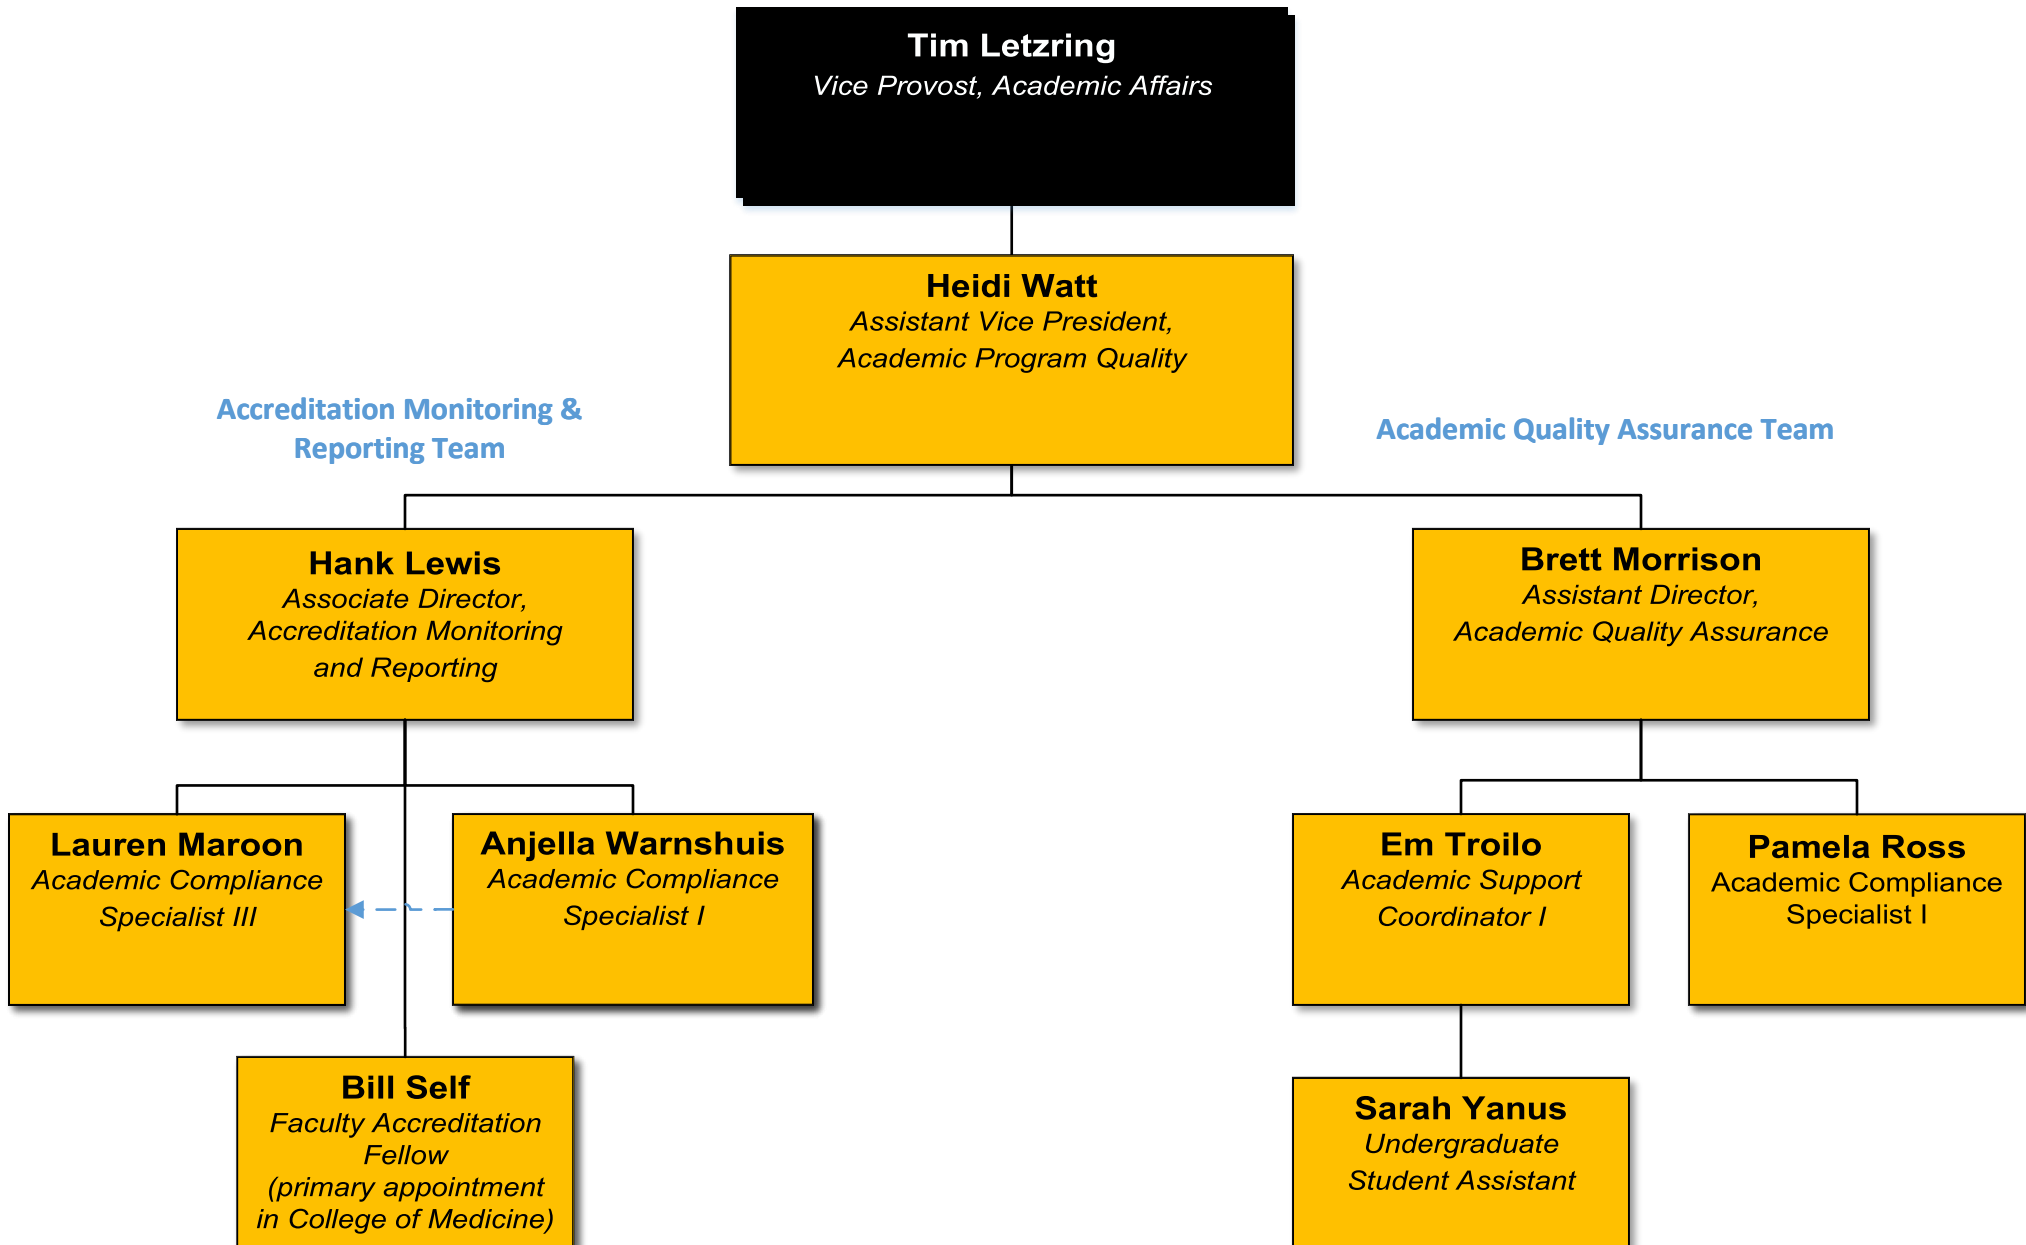 Tim Letzring
Vice Provost, Academic Affairs
Heidi Watt
Assistant Vice President,
Academic Program Quality
Accreditation Monitoring &
Reporting Team
Academic Quality Assurance Team
Hank Lewis
Associate Director,
Accreditation Monitoring
and Reporting
Brett Morrison
Assistant Director,
Academic Quality Assurance
Lauren Maroon
Academic Compliance
Specialist III
Anjella Warnshuis
Academic Compliance
Specialist I
Em Troilo
Academic Support
Coordinator I
Pamela Ross
Academic Compliance
Specialist I
Bill Self
Faculty Accreditation
Fellow
(primary appointment
in College of Medicine)
Sarah Yanus
Undergraduate
Student Assistant